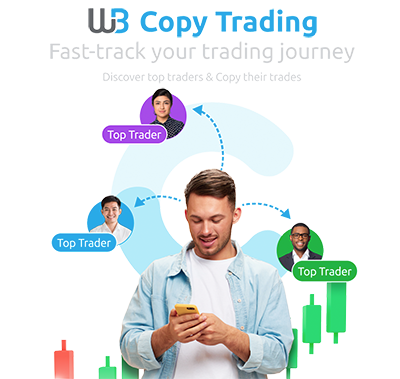 WB Copy Trading
Fast-track your trading journey
Discover top traders & Copy their trades
Top Trader
Top Trader
Top Trader